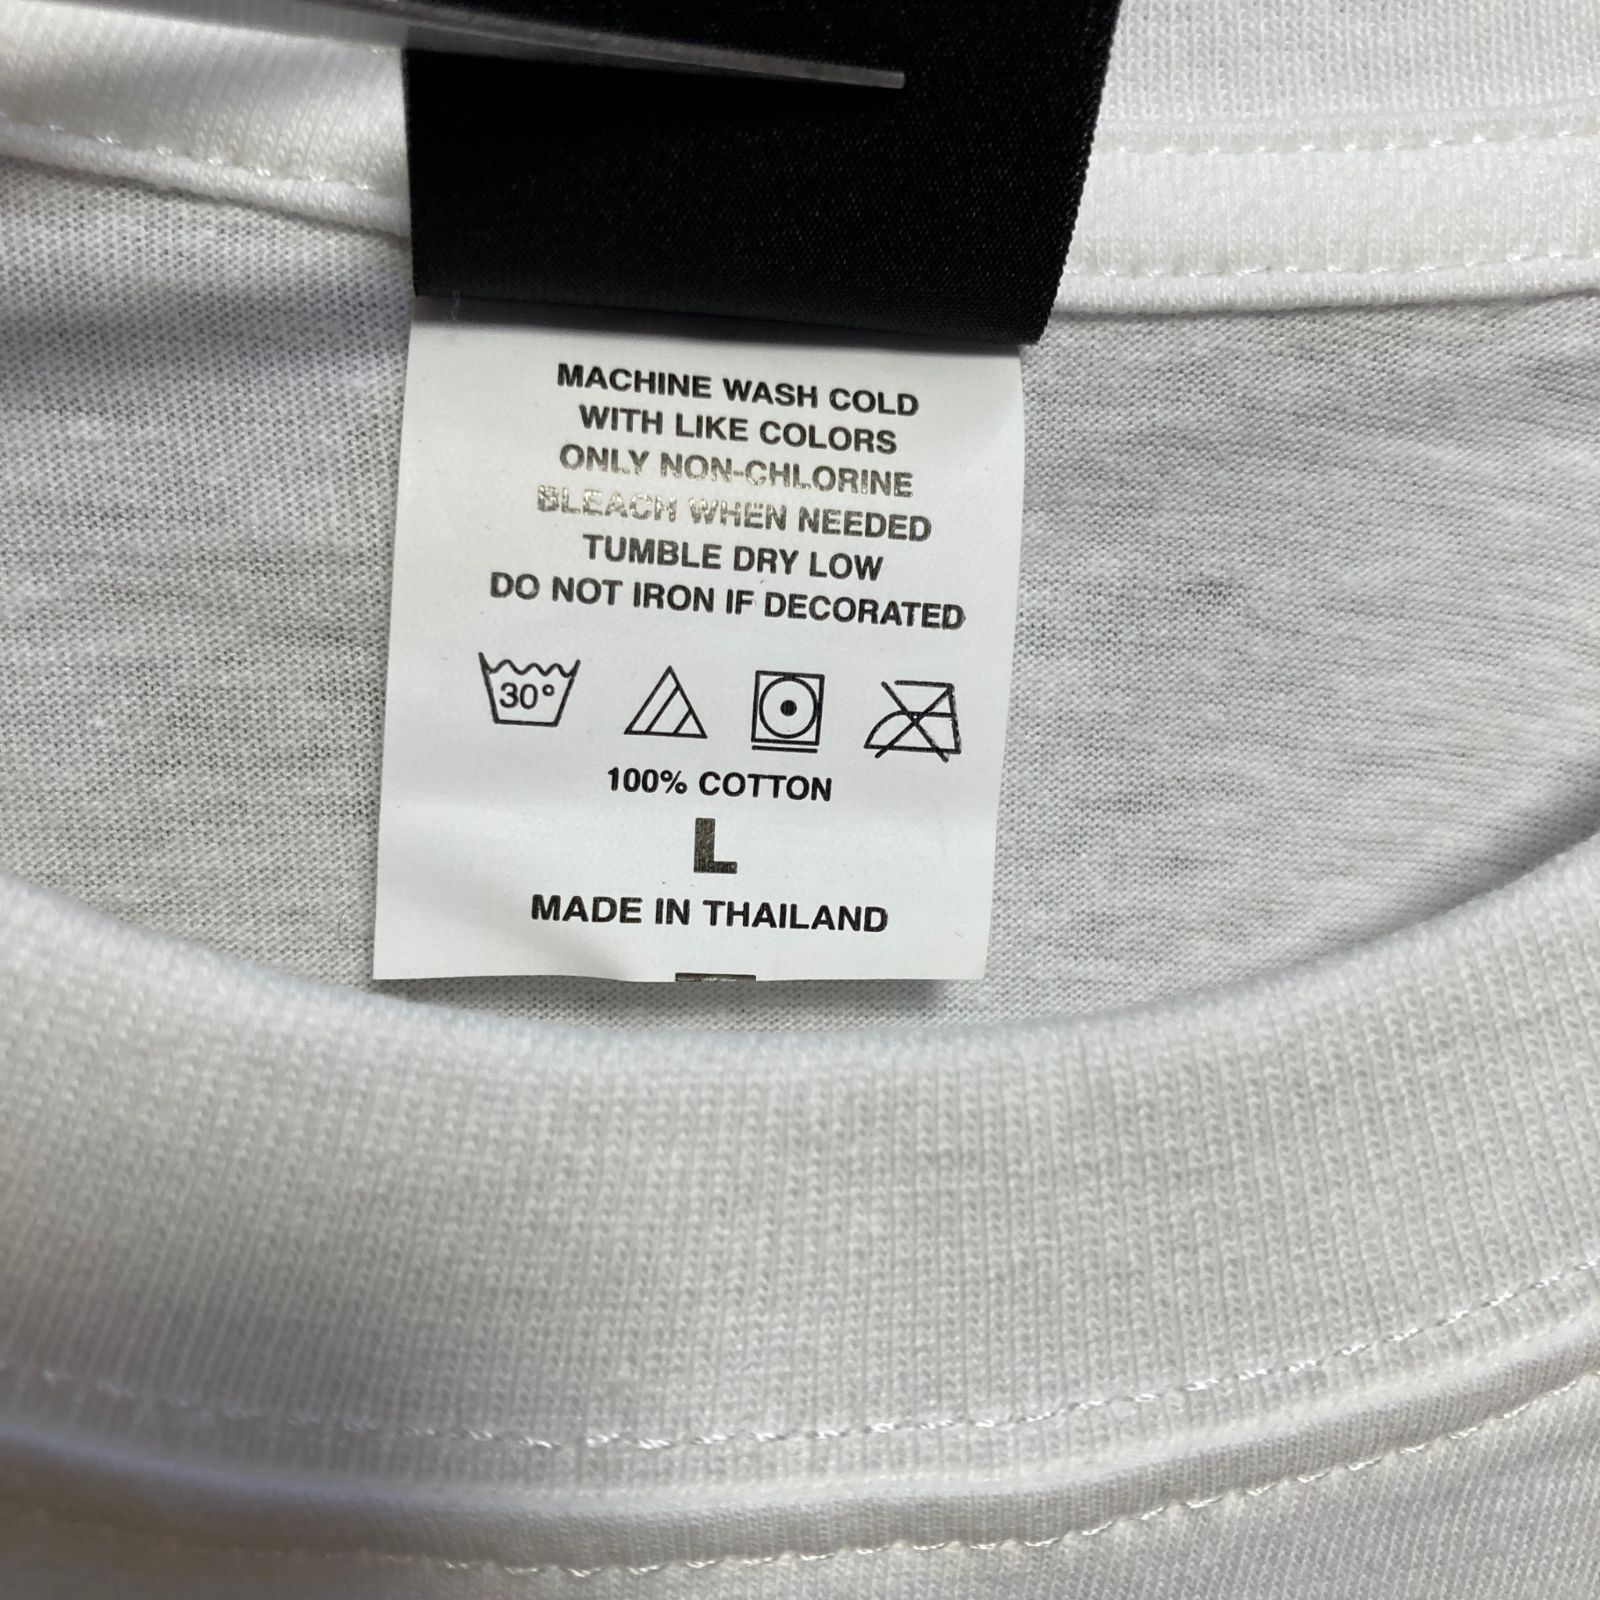 MACHINE WASH COLD
WITH LIKE COLORS
ONLY NON-CHLORINE
BLEACH WHEN NEEDED
TUMBLE DRY LOW
DO NOT IRON IF DECORATED
30°
100% COTTON
L
MADE IN THAILAND